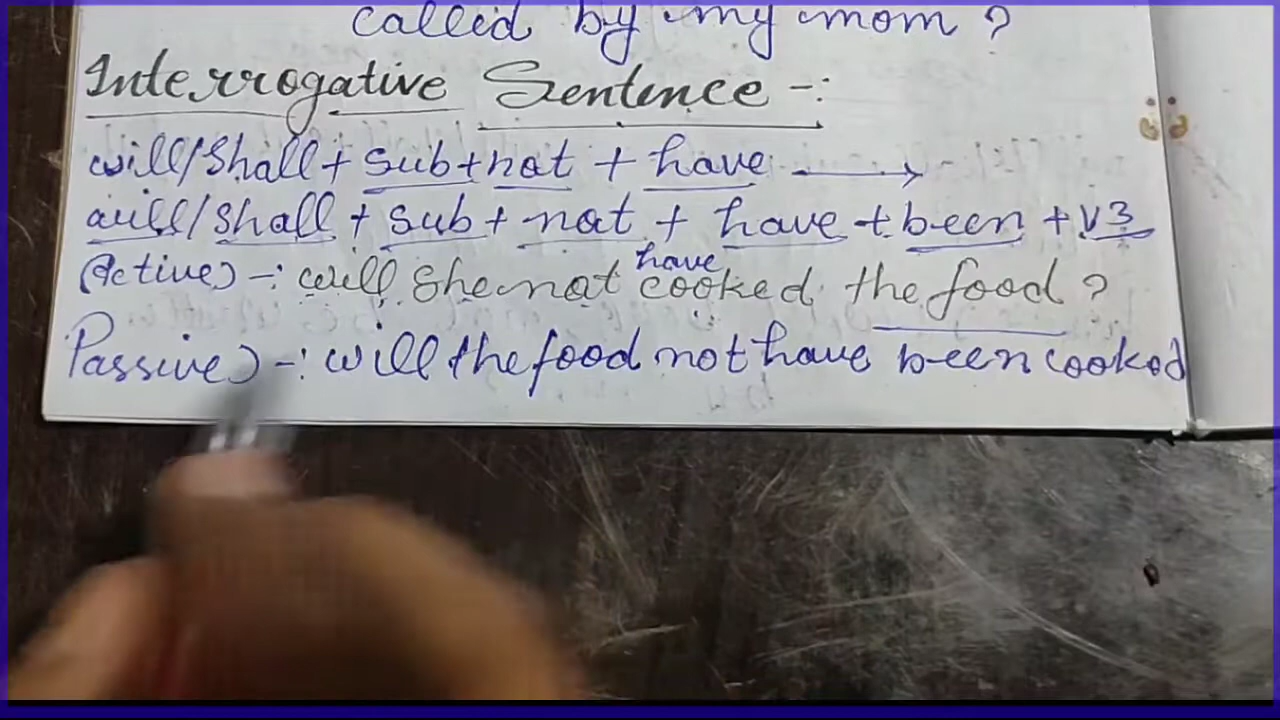 called by my mom ?
Interrogative Sentence -:
will/shall + sub + not + have ⟶
will/shall + sub + not + have + been + V3
(Active) -: will she not have cooked the food ?
Passive) -: will the food not have been cooked